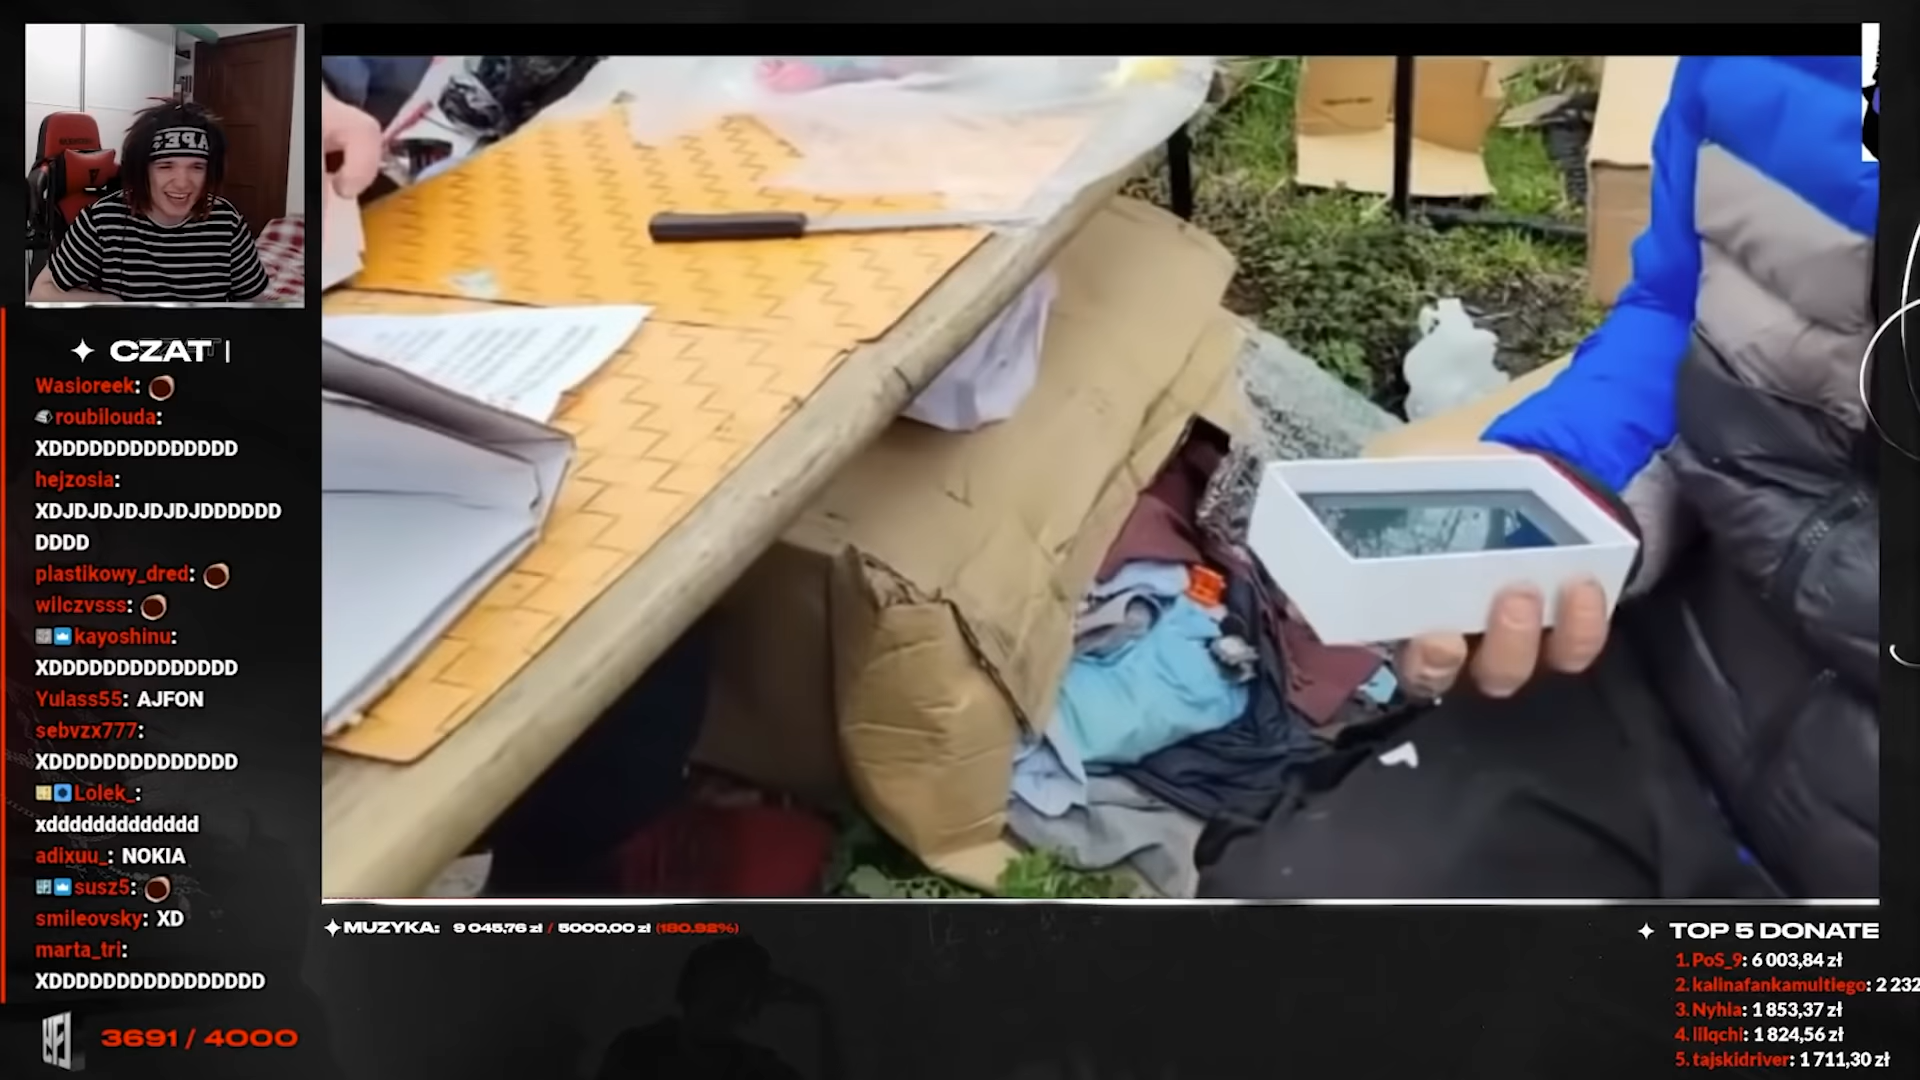 CZAT |
Wasioreek:
roubilouda:
XDDDDDDDDDDDDDD
hejzosia:
XDJDJDJDJDJDJDDDDDD
DDDD
plastikowy_dred:
wilczvsss:
kayoshinu:
XDDDDDDDDDDDDDD
Yulass55: AJFON
sebvzx777:
XDDDDDDDDDDDDDD
Lolek_:
xddddddddddddd
adixuu_: NOKIA
susz5:
smileovsky: XD
marta_tri:
XDDDDDDDDDDDDDDDD
3691 / 4000
MUZYKA: 9 045,76 zł / 5000,00 zł (180.92%)
TOP 5 DONATE
1. PoS_9: 6 003,84 zł
2. kalinafankamultiego: 2 232
3. Nyhla: 1 853,37 zł
4. lilqchi: 1 824,56 zł
5. tajskidriver: 1 711,30 zł